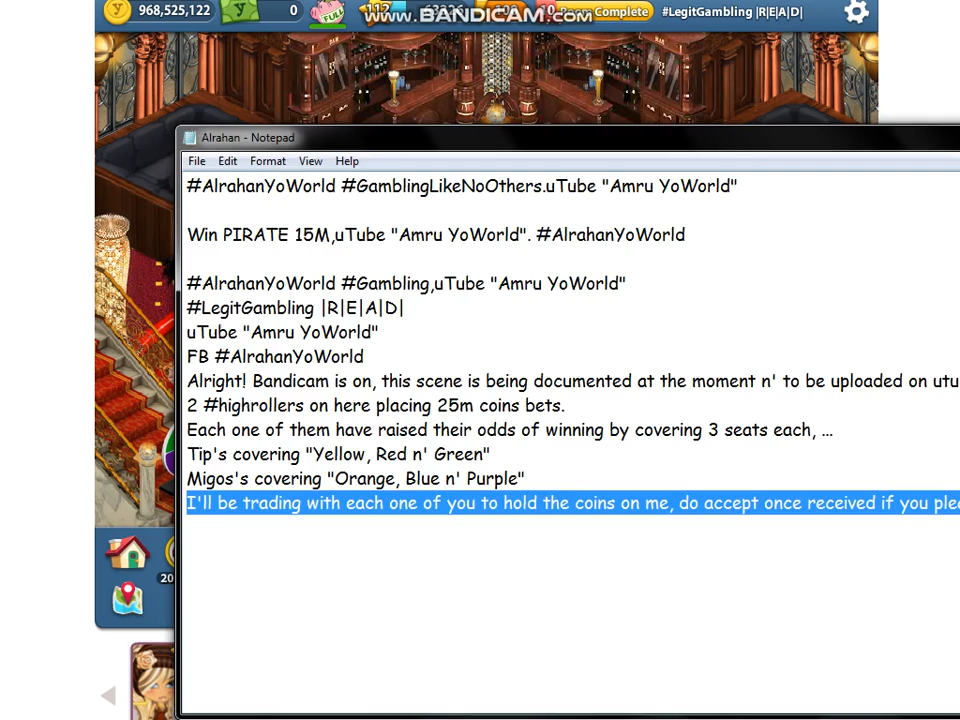 968,525,122 0 FULL 112 Complete #LegitGambling |R|E|A|D|
www.BANDICAM.com
Alrahan - Notepad
File Edit Format View Help
#AlrahanYoWorld #GamblingLikeNoOthers.uTube "Amru YoWorld"
Win PIRATE 15M,uTube "Amru YoWorld". #AlrahanYoWorld
#AlrahanYoWorld #Gambling,uTube "Amru YoWorld"
#LegitGambling |R|E|A|D|
uTube "Amru YoWorld"
FB #AlrahanYoWorld
Alright! Bandicam is on, this scene is being documented at the moment n' to be uploaded on utu
2 #highrollers on here placing 25m coins bets.
Each one of them have raised their odds of winning by covering 3 seats each, ...
Tip's covering "Yellow, Red n' Green"
Migos's covering "Orange, Blue n' Purple"
I'll be trading with each one of you to hold the coins on me, do accept once received if you plea
20